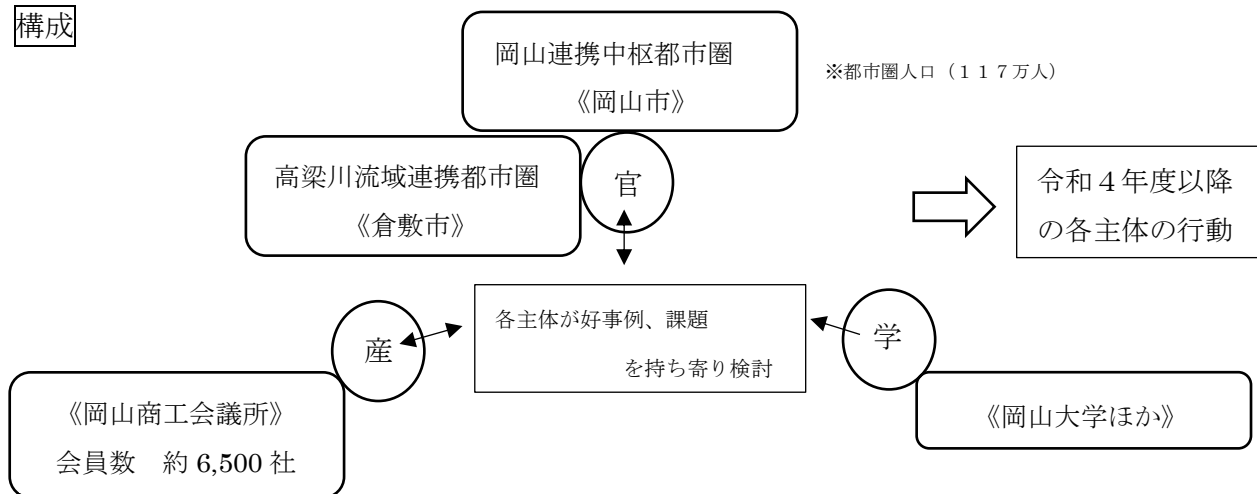 構成
岡山連携中枢都市圏
《岡山市》
※都市圏人口（１１７万人）
高梁川流域連携都市圏
《倉敷市》
官
令和４年度以降
の各主体の行動
各主体が好事例、課題
を持ち寄り検討
産
学
《岡山商工会議所》
会員数　約 6,500 社
《岡山大学ほか》